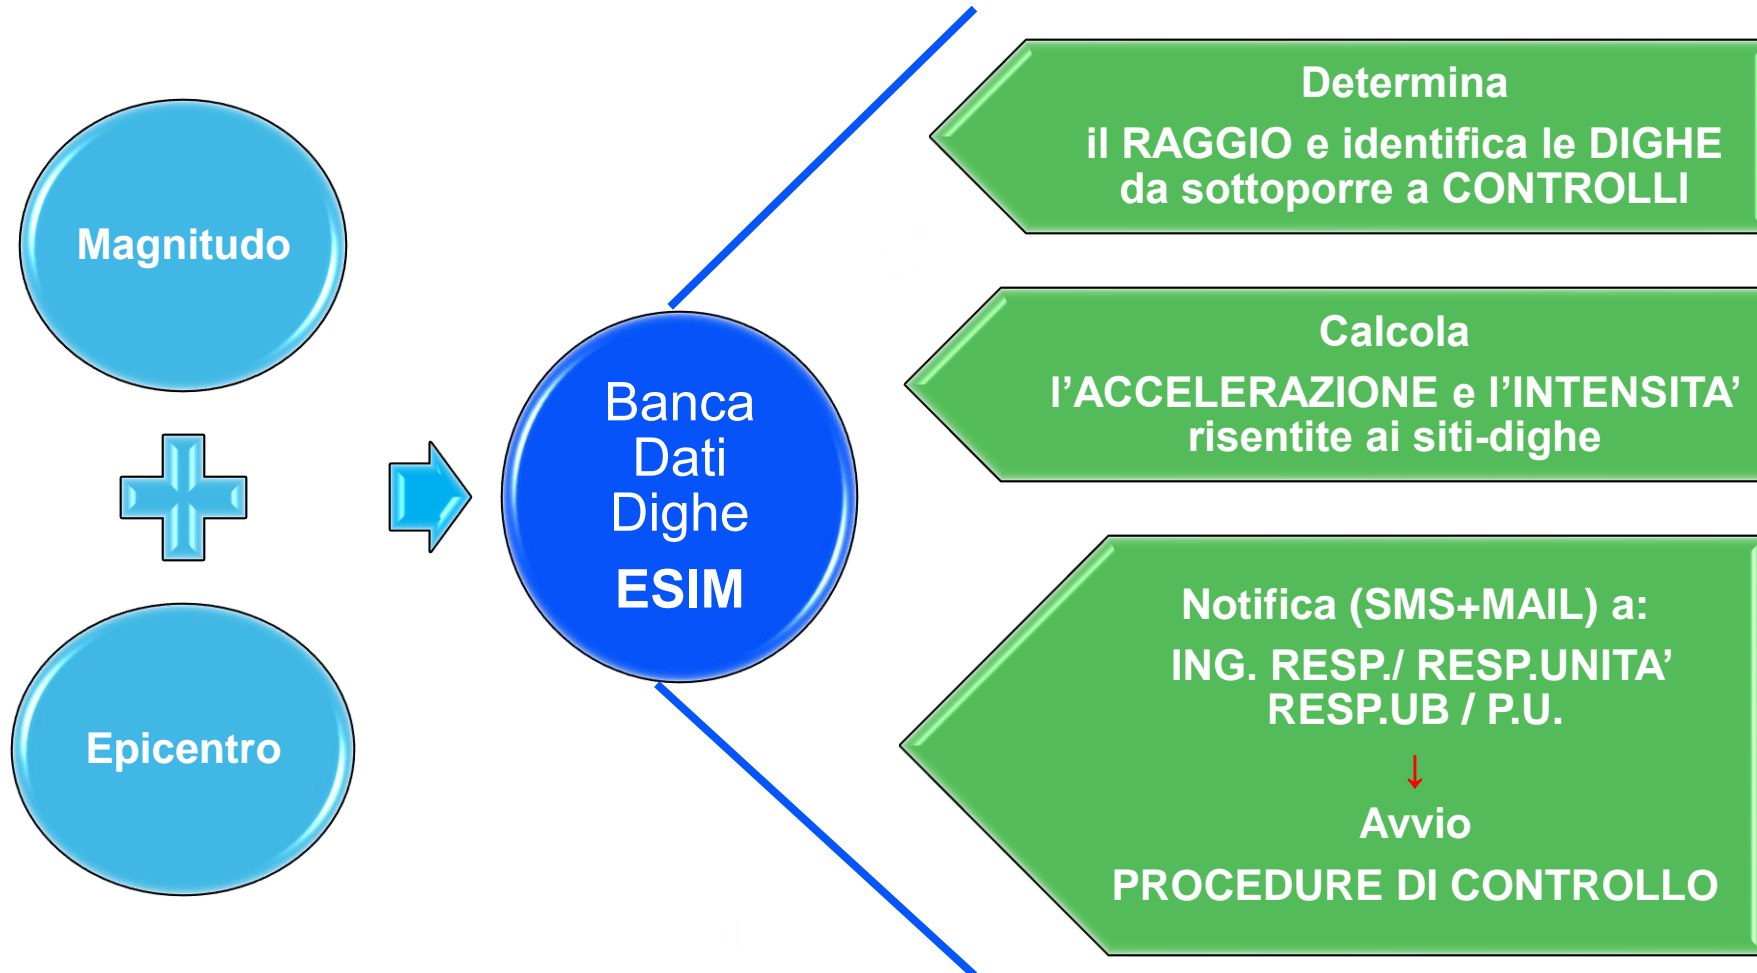 Magnitudo
Epicentro
Banca
Dati
Dighe
ESIM
Determina
il RAGGIO e identifica le DIGHE
da sottoporre a CONTROLLI
Calcola
l’ACCELERAZIONE e l’INTENSITA’
risentite ai siti-dighe
Notifica (SMS+MAIL) a:
ING. RESP./ RESP.UNITA’
RESP.UB / P.U.
↓
Avvio
PROCEDURE DI CONTROLLO